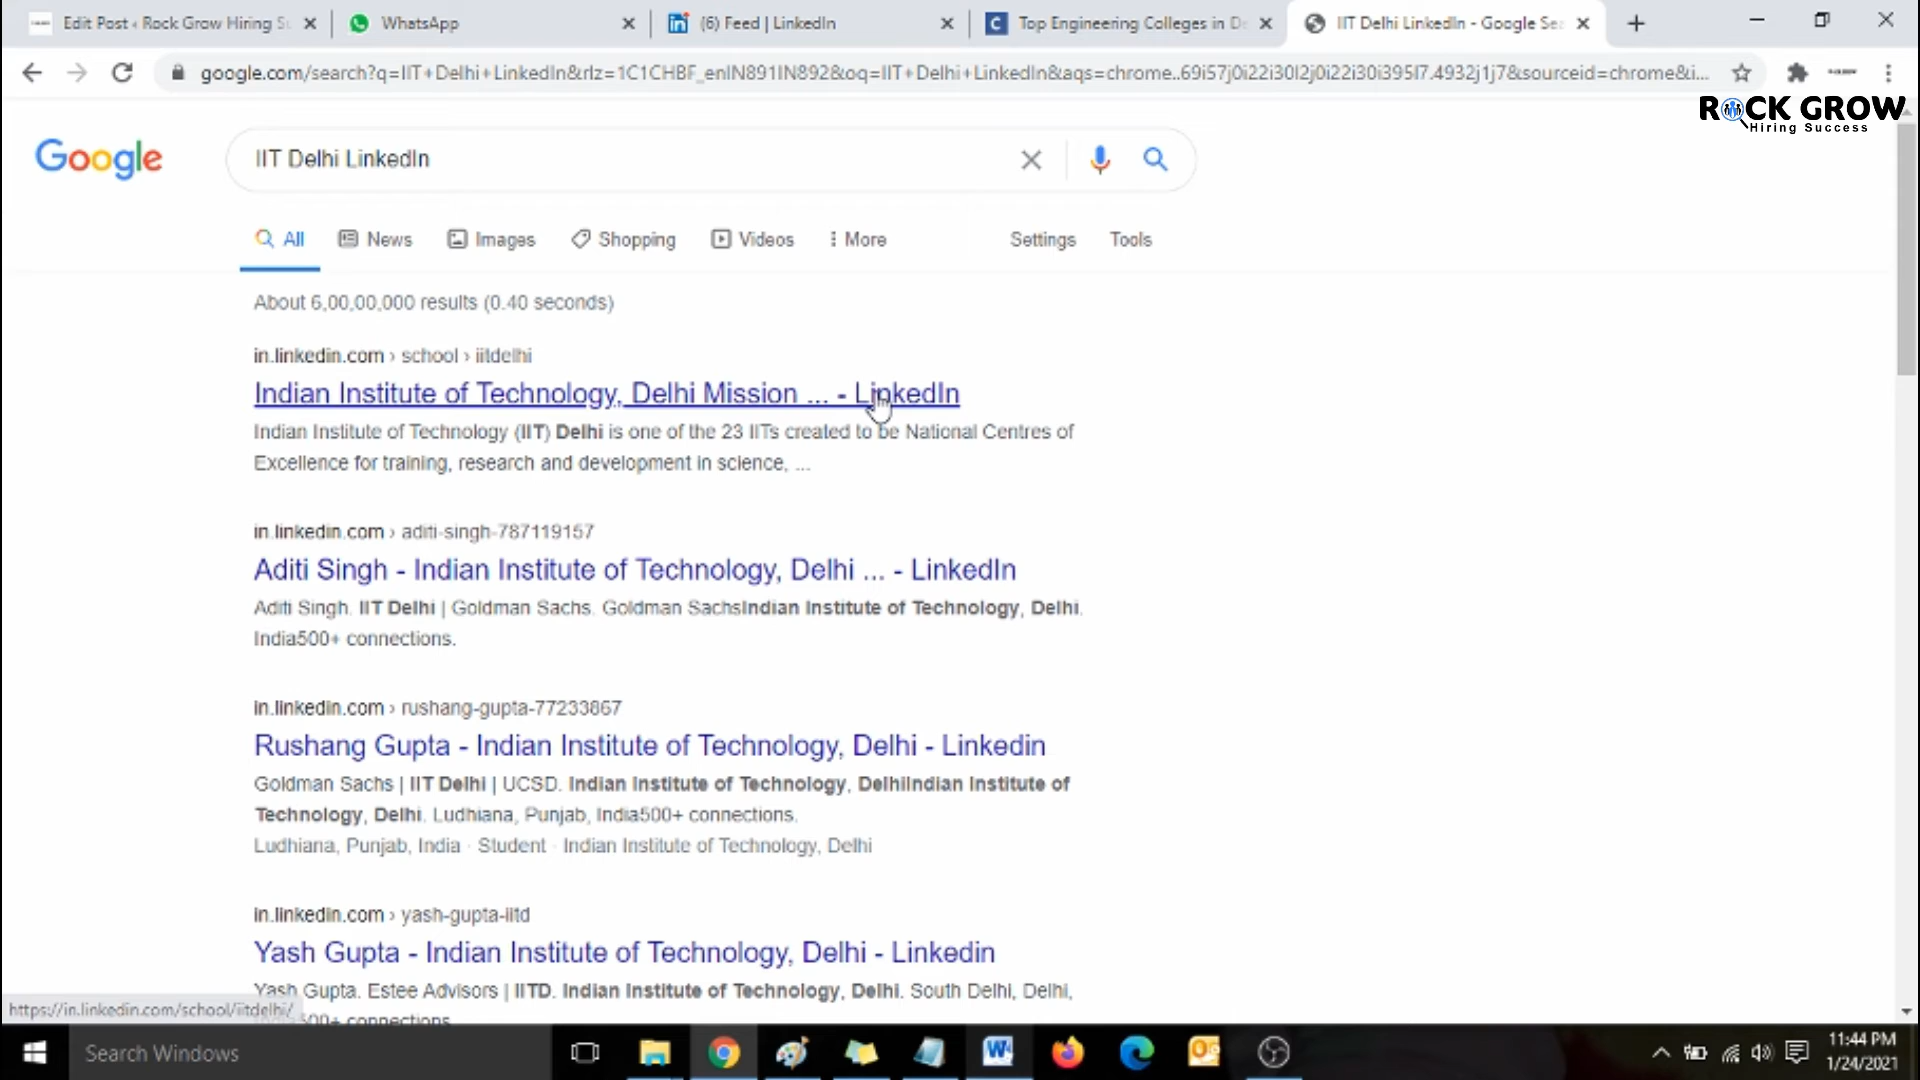 Edit Post ‹ Rock Grow Hiring S
WhatsApp
(6) Feed | LinkedIn
Top Engineering Colleges in D
IIT Delhi LinkedIn - Google Sea
google.com/search?q=IIT+Delhi+LinkedIn&rlz=1C1CHBF_enIN891IN892&oq=IIT+Delhi+LinkedIn&aqs=chrome..69i57j0i22i30l2j0i22i30i395l7.4932j1j7&sourceid=chrome&i...
ROCK GROW
Hiring Success
Google
IIT Delhi LinkedIn
All
News
Images
Shopping
Videos
More
Settings
Tools
About 6,00,00,000 results (0.40 seconds)
in.linkedin.com › school › iitdelhi
Indian Institute of Technology, Delhi Mission ... - LinkedIn
Indian Institute of Technology (IIT) Delhi is one of the 23 IITs created to be National Centres of
Excellence for training, research and development in science, ...
in.linkedin.com › aditi-singh-787119157
Aditi Singh - Indian Institute of Technology, Delhi ... - LinkedIn
Aditi Singh. IIT Delhi | Goldman Sachs. Goldman SachsIndian Institute of Technology, Delhi.
India500+ connections.
in.linkedin.com › rushang-gupta-77233867
Rushang Gupta - Indian Institute of Technology, Delhi - Linkedin
Goldman Sachs | IIT Delhi | UCSD. Indian Institute of Technology, DelhiIndian Institute of
Technology, Delhi. Ludhiana, Punjab, India500+ connections.
Ludhiana, Punjab, India · Student · Indian Institute of Technology, Delhi
in.linkedin.com › yash-gupta-iitd
Yash Gupta - Indian Institute of Technology, Delhi - Linkedin
Yash Gupta. Estee Advisors | IITD. Indian Institute of Technology, Delhi. South Delhi, Delhi,
500+ connections.
https://in.linkedin.com/school/iitdelhi/
Search Windows
11:44 PM
1/24/2021